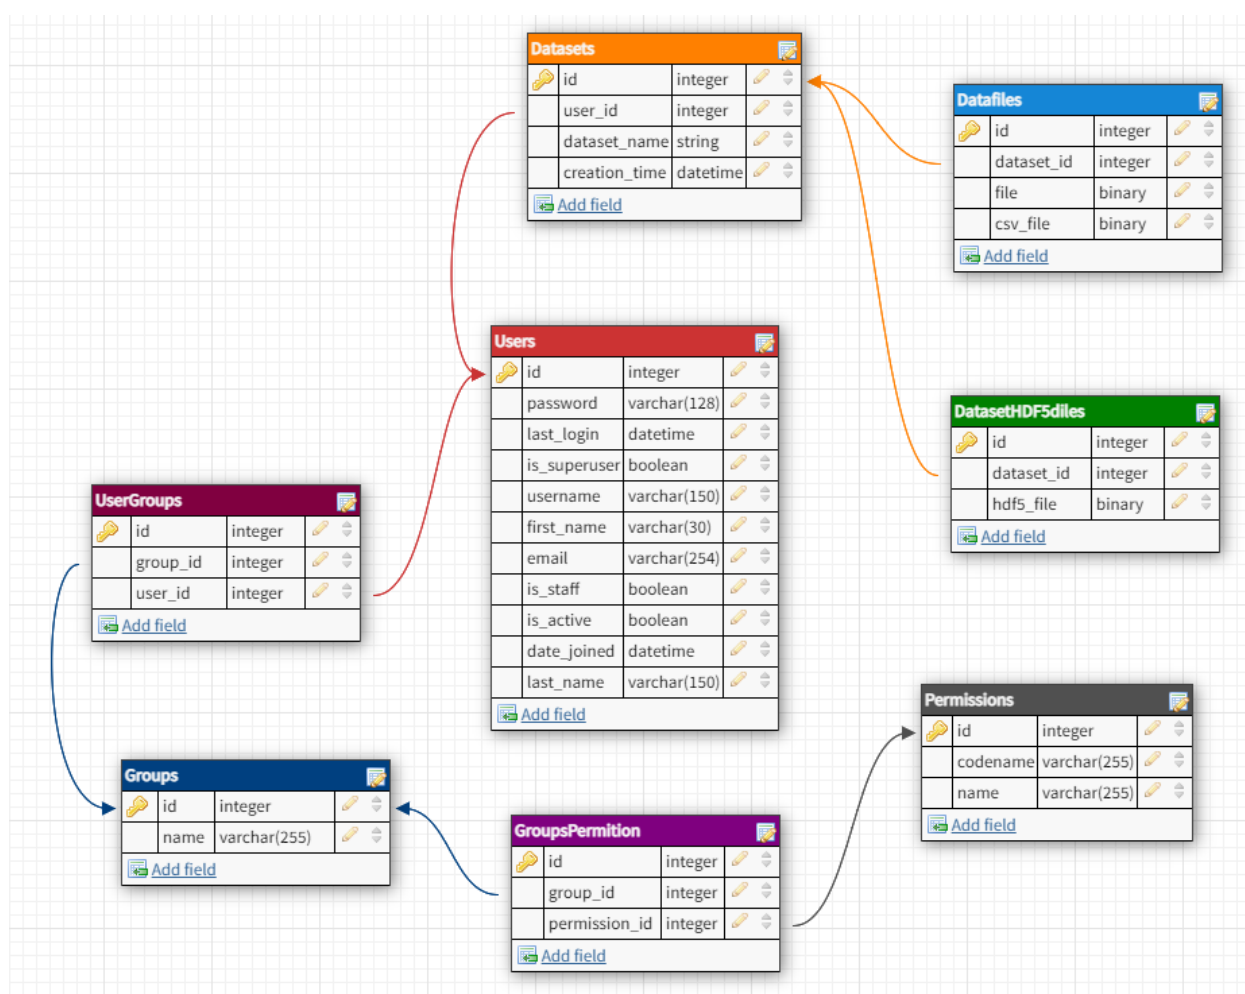 Datasets
id integer
user_id integer
dataset_name string
creation_time datetime
Add field
Datafiles
id integer
dataset_id integer
file binary
csv_file binary
Add field
Users
id integer
password varchar(128)
last_login datetime
is_superuser boolean
username varchar(150)
first_name varchar(30)
email varchar(254)
is_staff boolean
is_active boolean
date_joined datetime
last_name varchar(150)
Add field
DatasetHDF5diles
id integer
dataset_id integer
hdf5_file binary
Add field
UserGroups
id integer
group_id integer
user_id integer
Add field
Groups
id integer
name varchar(255)
Add field
GroupsPermition
id integer
group_id integer
permission_id integer
Add field
Permissions
id integer
codename varchar(255)
name varchar(255)
Add field